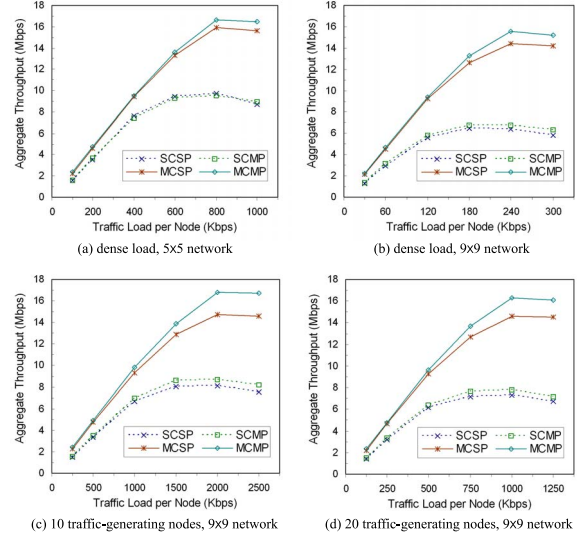 18
16
14
12
10
8
6
4
2
0
Aggregate Throughput (Mbps)
SCSP SCMP
MCSP MCMP
0 200 400 600 800 1000
Traffic Load per Node (Kbps)
(a) dense load, 5x5 network
18
16
14
12
10
8
6
4
2
0
Aggregate Throughput (Mbps)
SCSP SCMP
MCSP MCMP
0 60 120 180 240 300
Traffic Load per Node (Kbps)
(b) dense load, 9x9 network
18
16
14
12
10
8
6
4
2
0
Aggregate Throughput (Mbps)
SCSP SCMP
MCSP MCMP
0 500 1000 1500 2000 2500
Traffic Load per Node (Kbps)
(c) 10 traffic-generating nodes, 9x9 network
18
16
14
12
10
8
6
4
2
0
Aggregate Throughput (Mbps)
SCSP SCMP
MCSP MCMP
0 250 500 750 1000 1250
Traffic Load per Node (Kbps)
(d) 20 traffic-generating nodes, 9x9 network